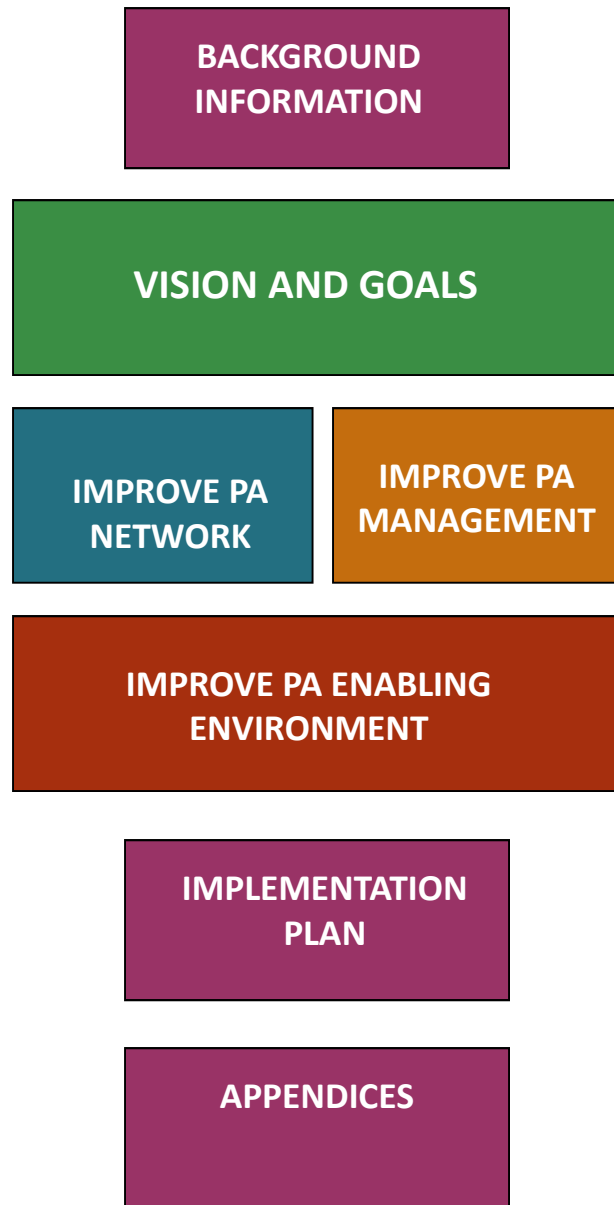 BACKGROUND
INFORMATION
VISION AND GOALS
IMPROVE PA
NETWORK
IMPROVE PA
MANAGEMENT
IMPROVE PA ENABLING
ENVIRONMENT
IMPLEMENTATION
PLAN
APPENDICES